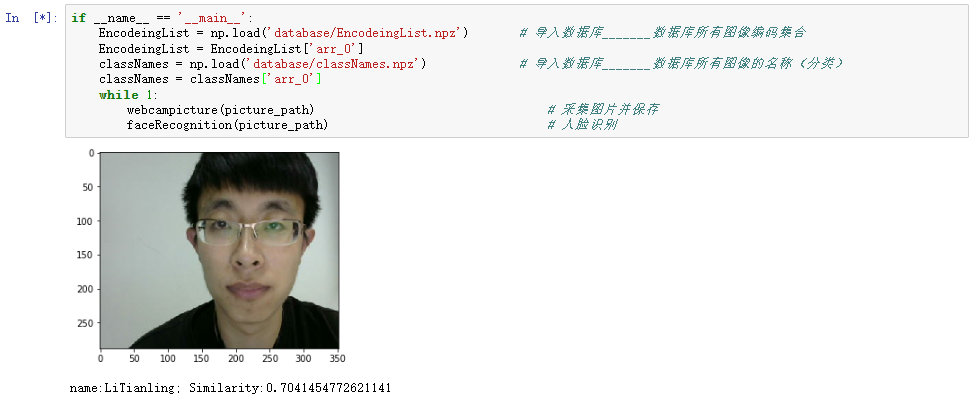 In [*]:
if __name__ == '__main__':
EncodeingList = np.load('database/EncodeingList.npz') # 导入数据库_______数据库所有图像编码集合
EncodeingList = EncodeingList['arr_0']
classNames = np.load('database/classNames.npz') # 导入数据库_______数据库所有图像的名称（分类）
classNames = classNames['arr_0']
while 1:
webcampicture(picture_path) # 采集图片并保存
faceRecognition(picture_path) # 人脸识别
0
50
100
150
200
250
0 50 100 150 200 250 300 350
name:LiTianling; Similarity:0.7041454772621141